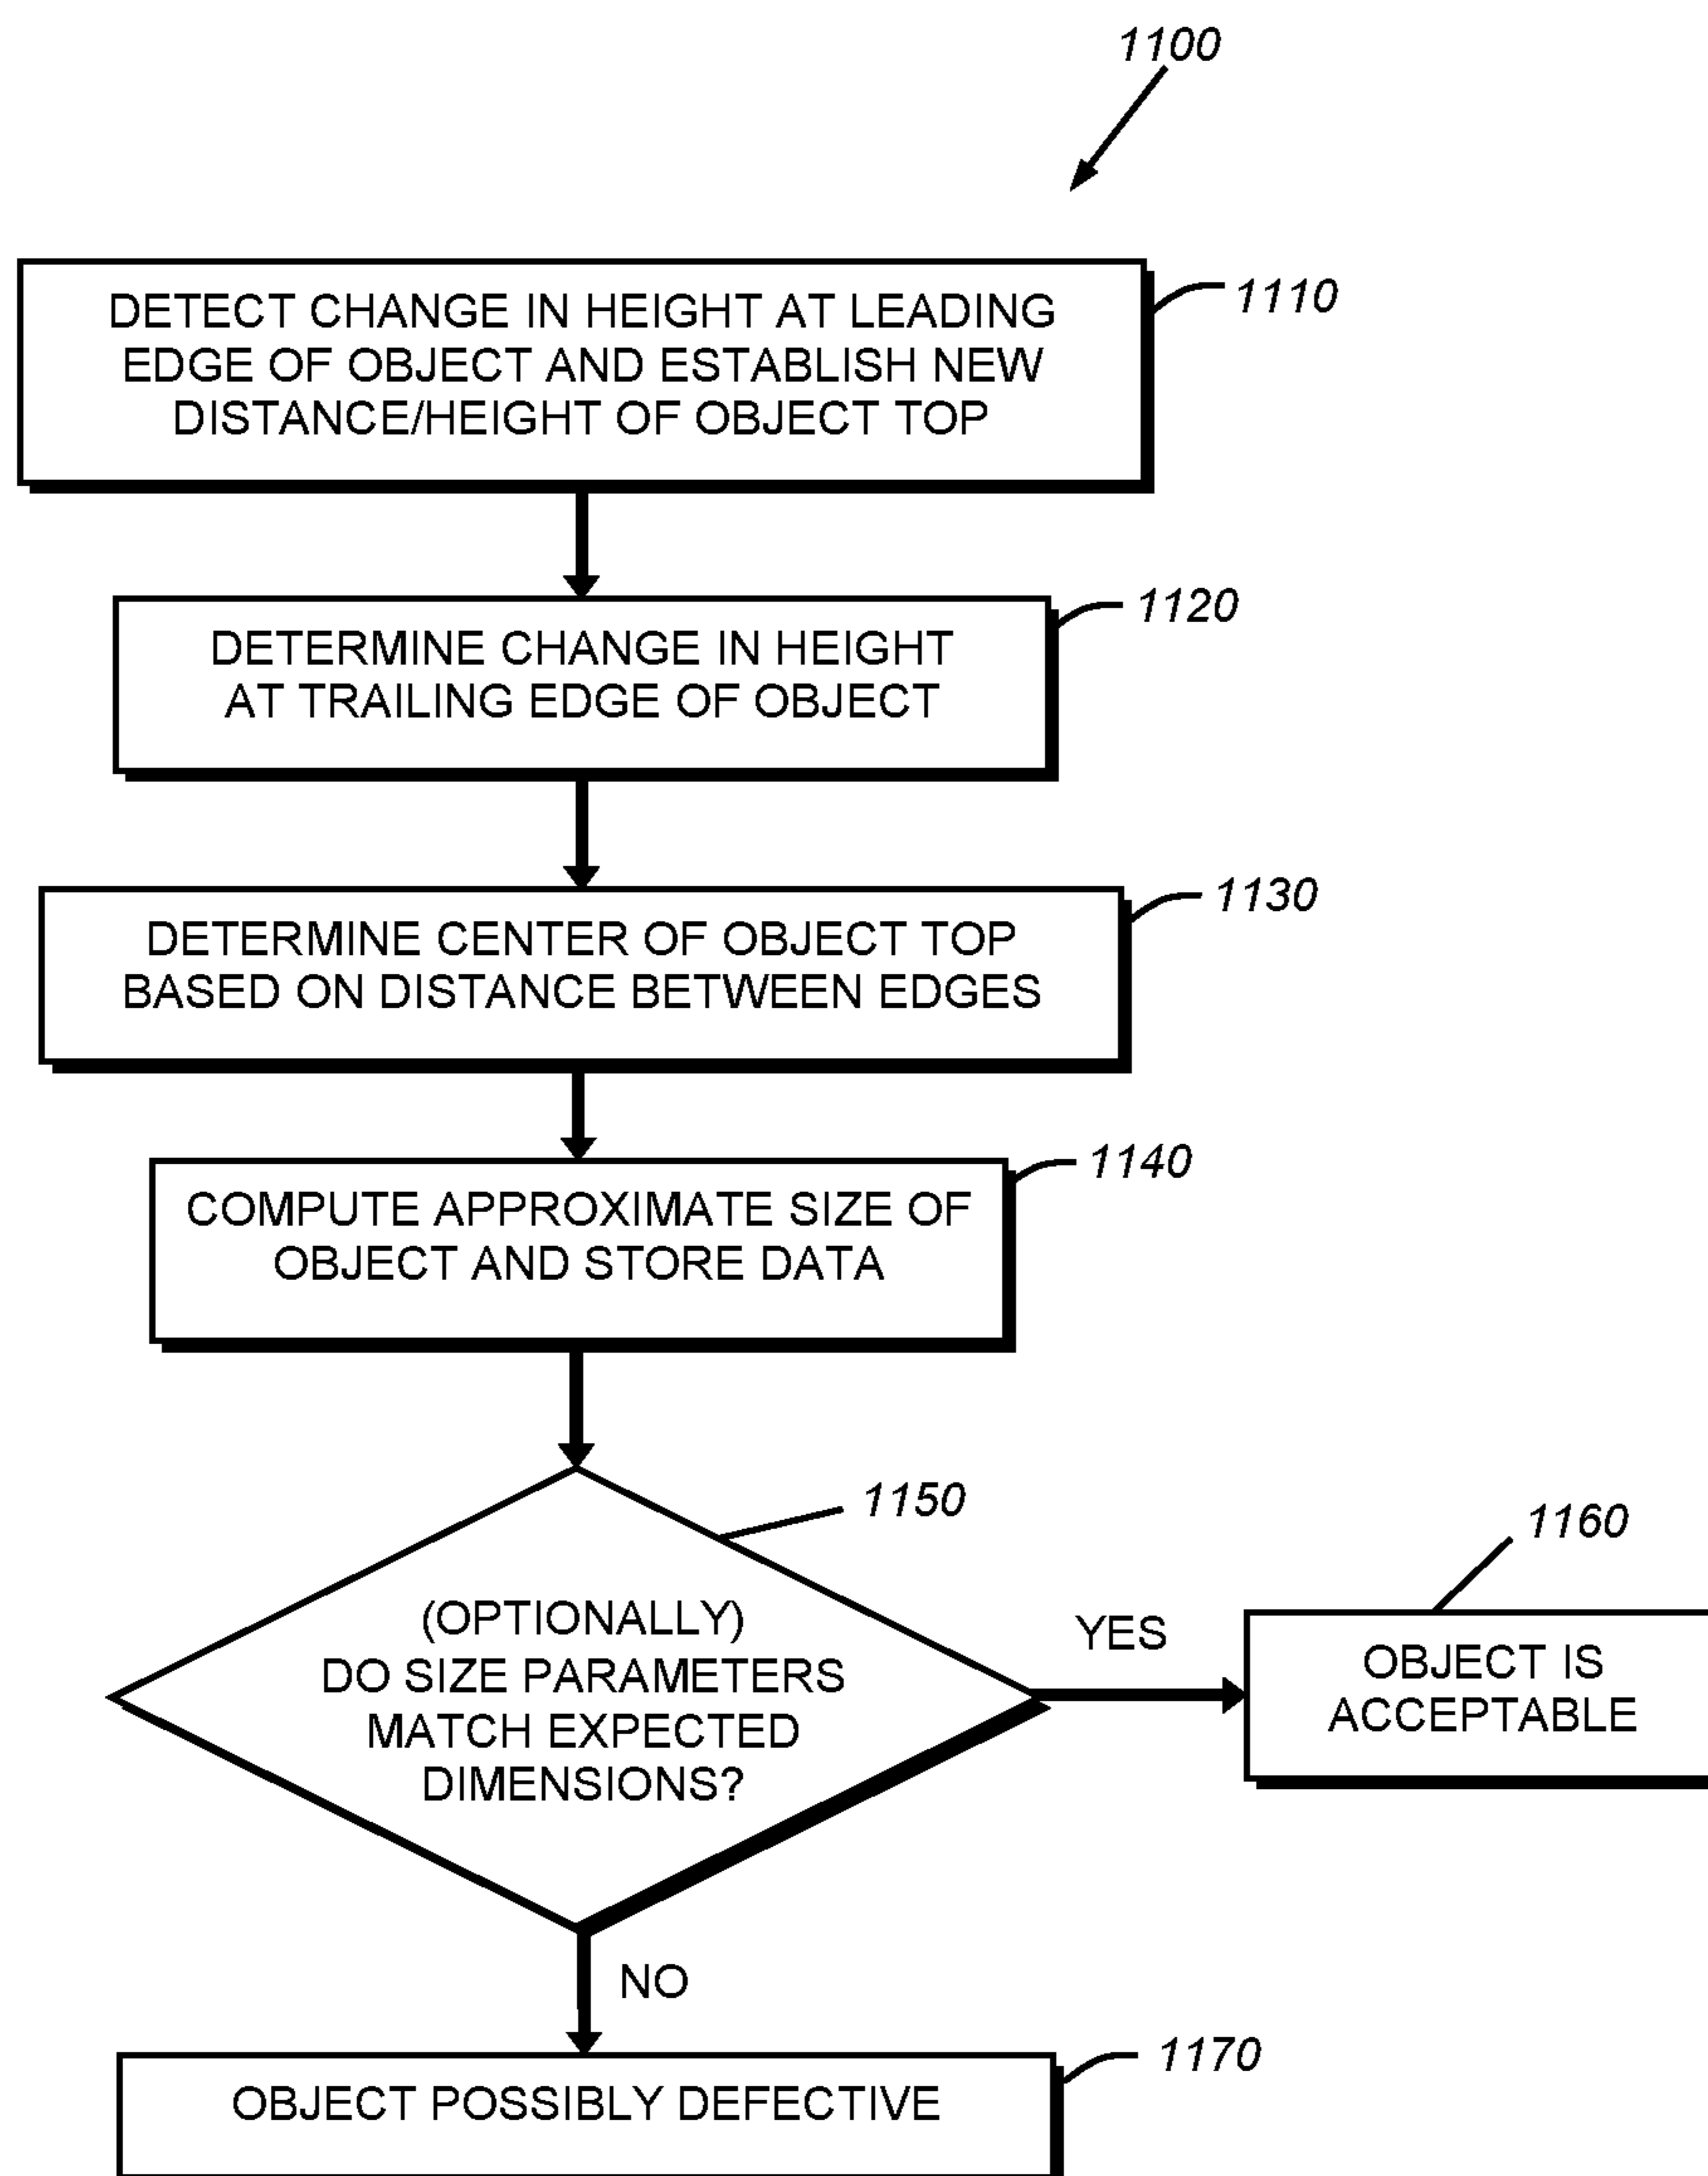 1100
DETECT CHANGE IN HEIGHT AT LEADING
EDGE OF OBJECT AND ESTABLISH NEW
DISTANCE/HEIGHT OF OBJECT TOP
1110
DETERMINE CHANGE IN HEIGHT
AT TRAILING EDGE OF OBJECT
1120
DETERMINE CENTER OF OBJECT TOP
BASED ON DISTANCE BETWEEN EDGES
1130
COMPUTE APPROXIMATE SIZE OF
OBJECT AND STORE DATA
1140
(OPTIONALLY)
DO SIZE PARAMETERS
MATCH EXPECTED
DIMENSIONS?
1150
YES
OBJECT IS
ACCEPTABLE
1160
NO
OBJECT POSSIBLY DEFECTIVE
1170